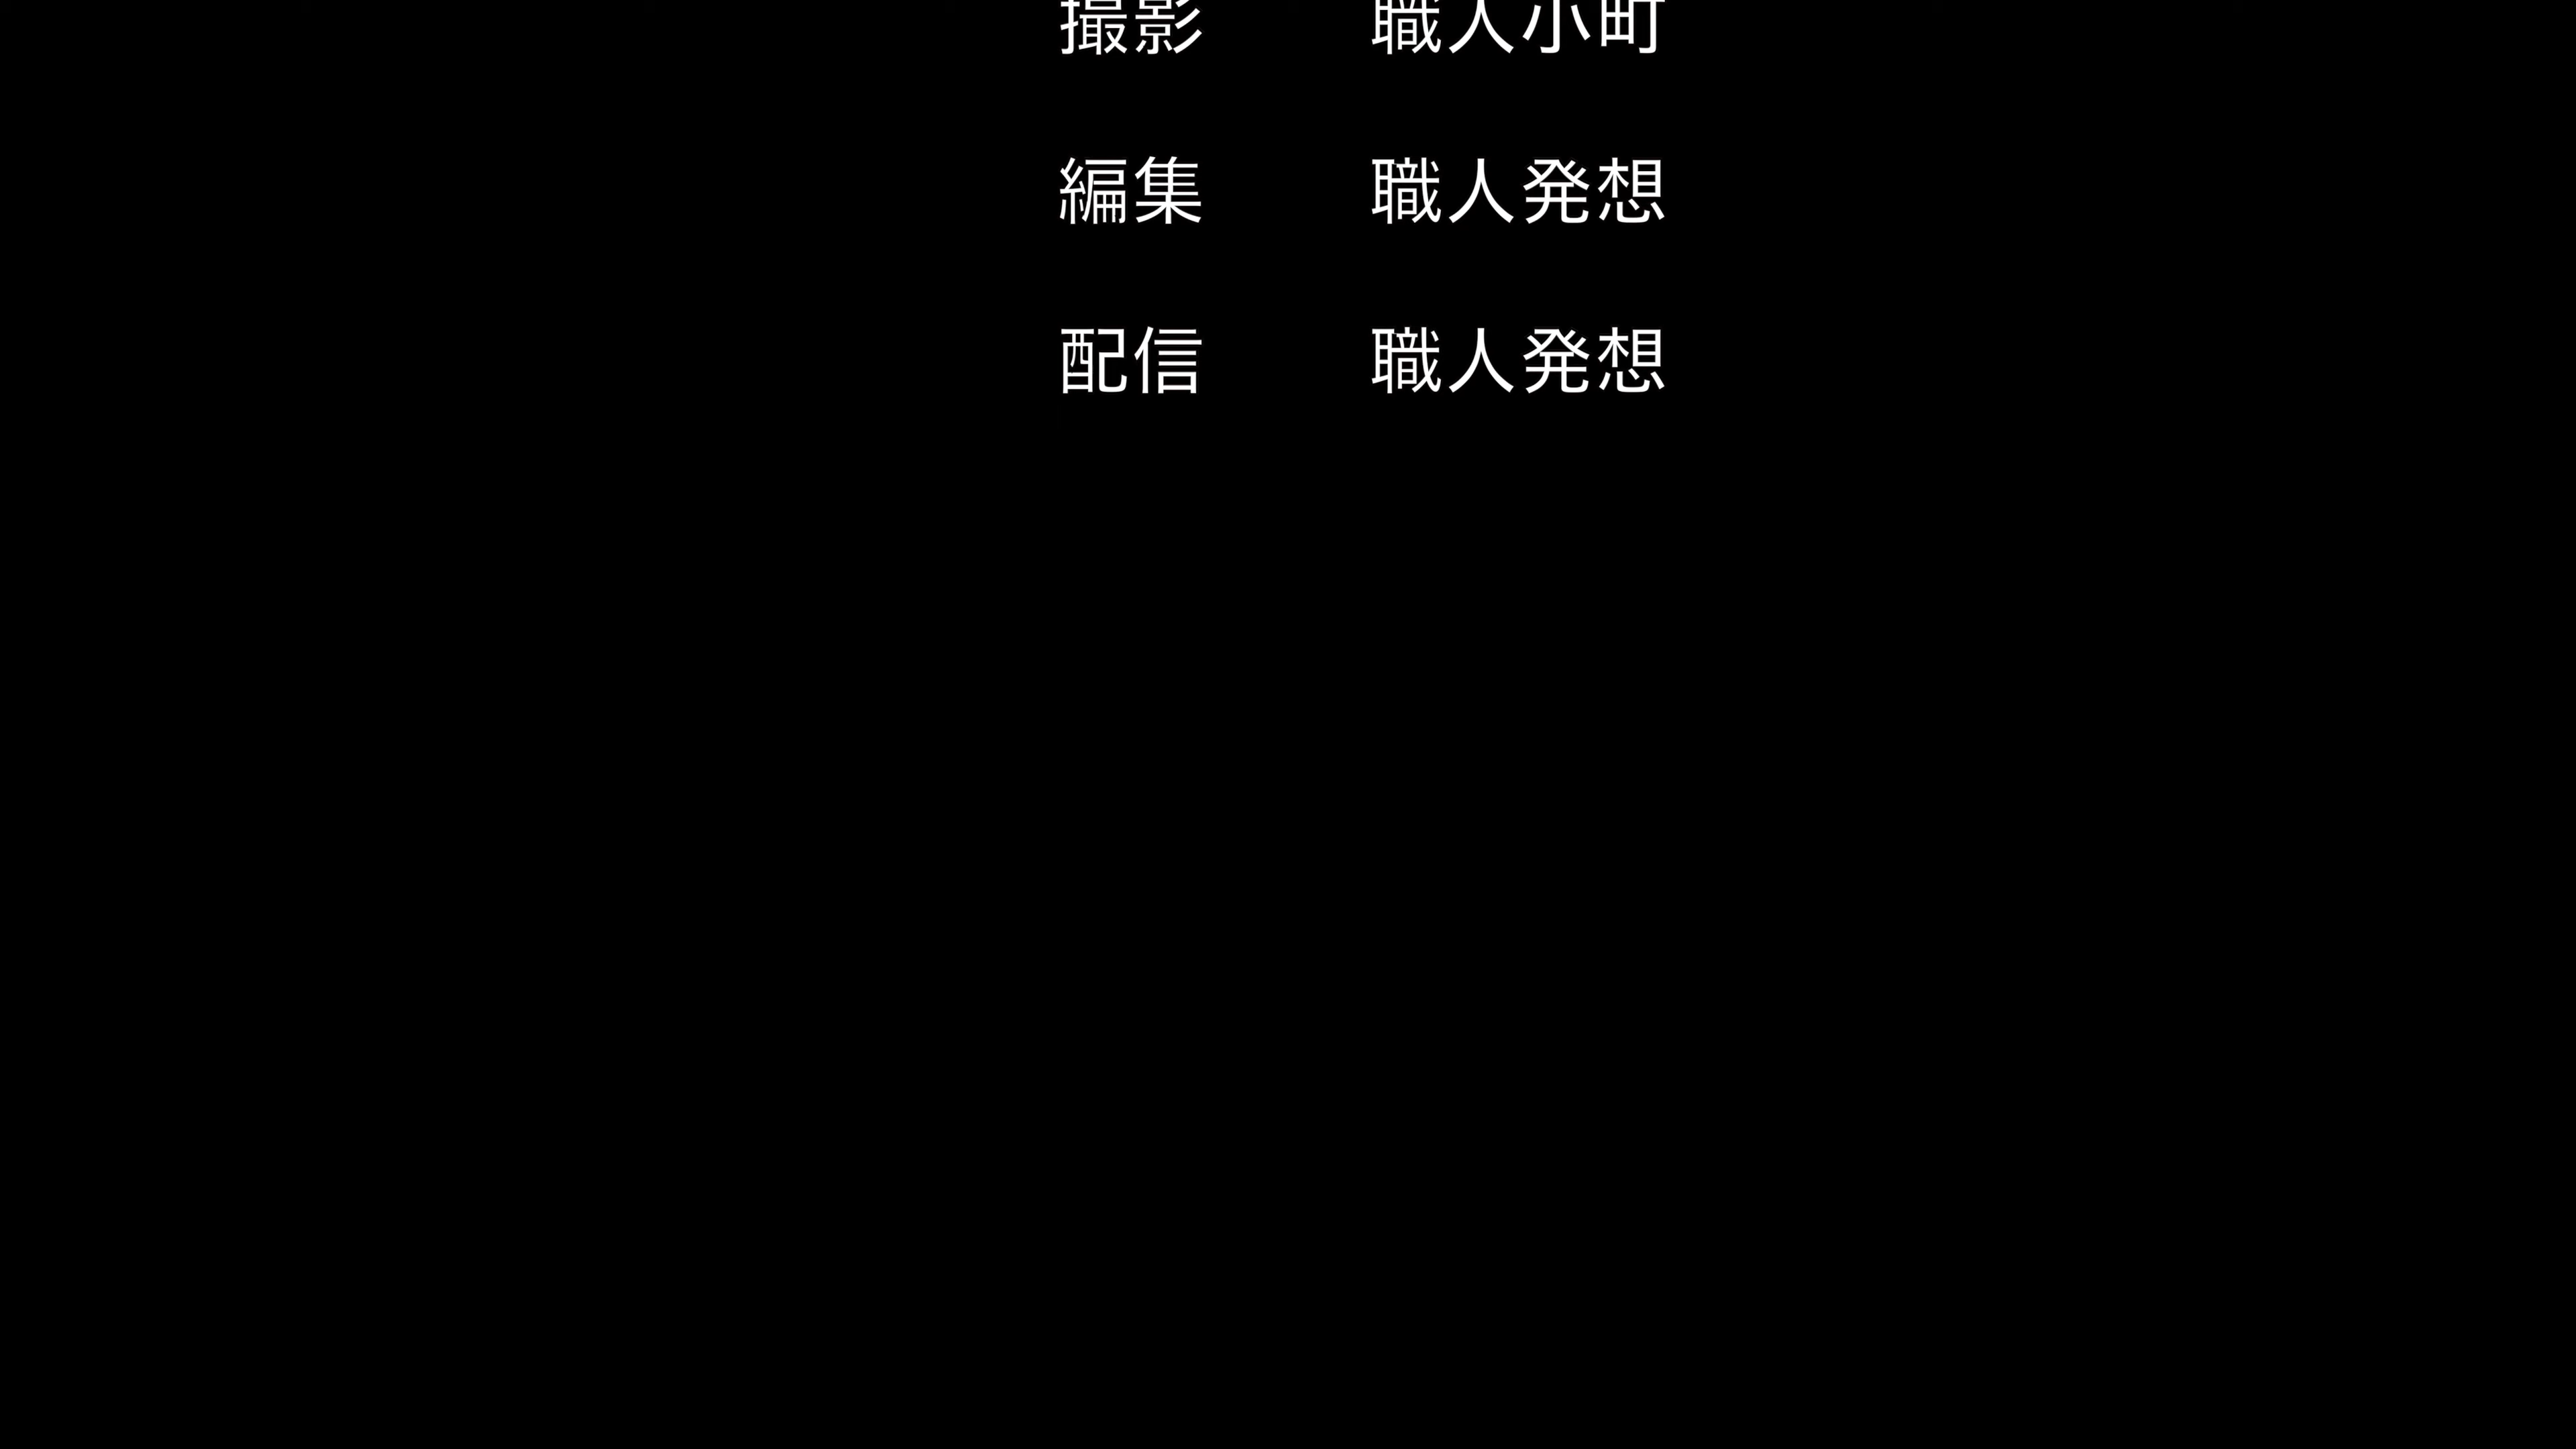 撮影 職人小町
編集 職人発想
配信 職人発想